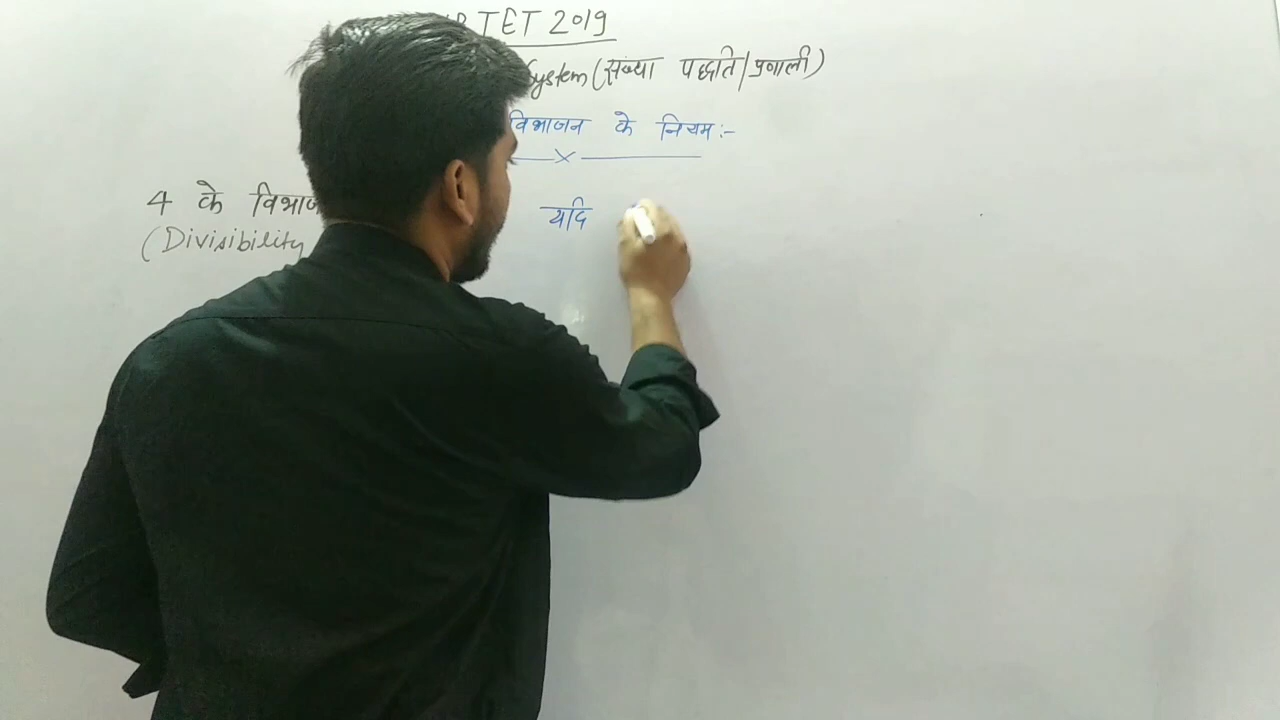 TET 2019
System (संख्या पद्धति/प्रणाली)
विभाजन के नियम :-
4 के
यदि
(Divisibility